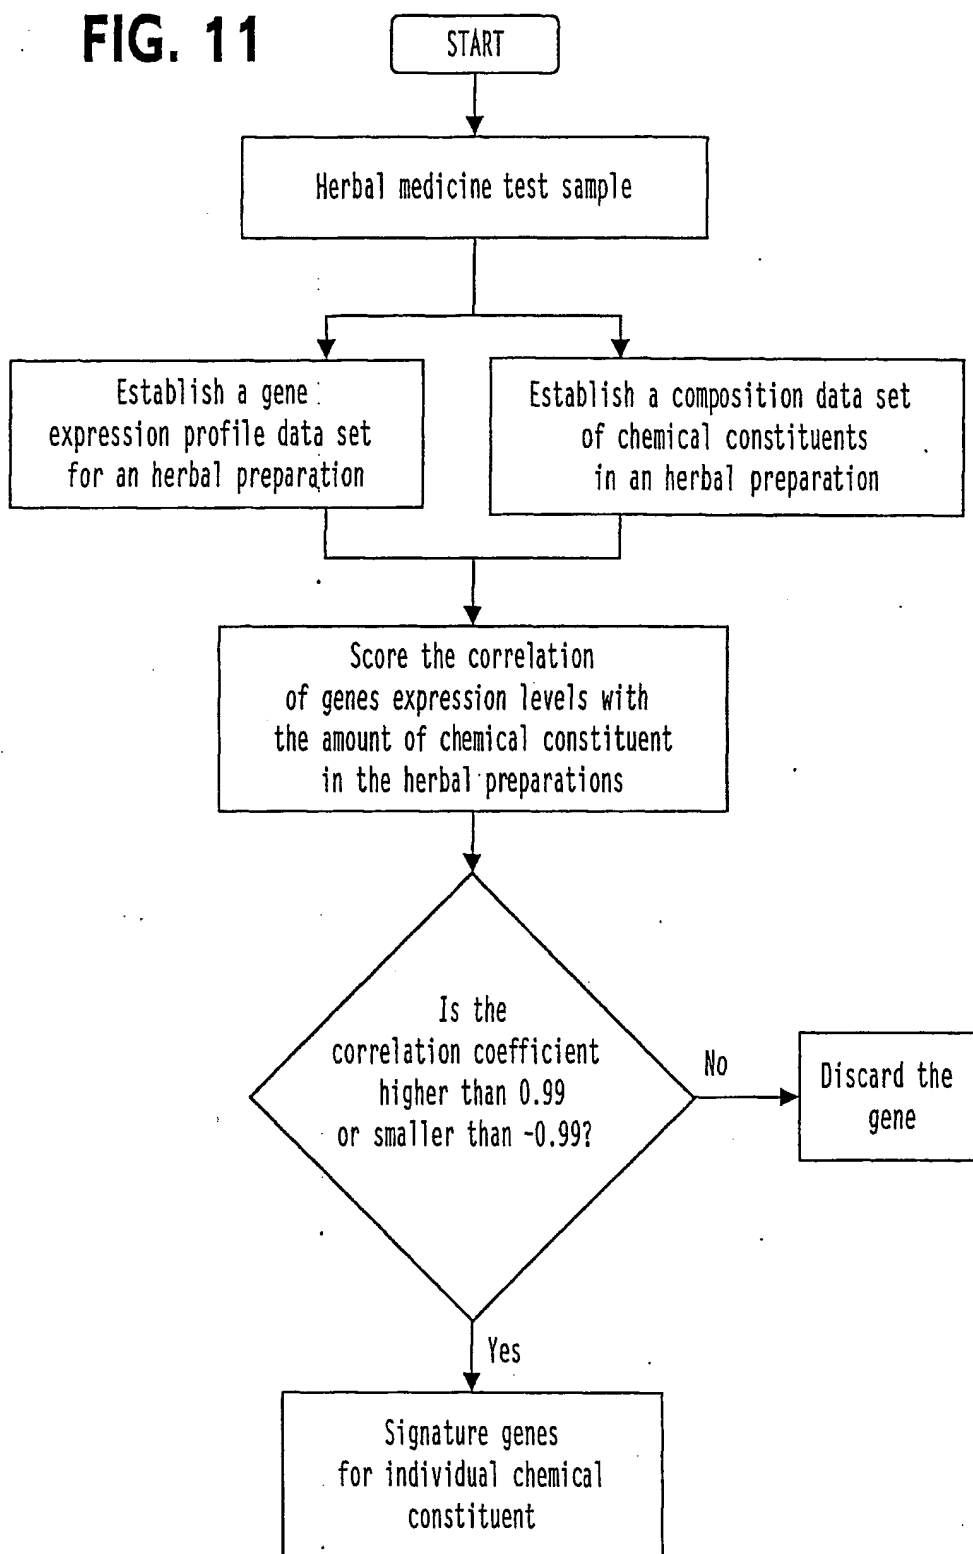 FIG. 11
START
Herbal medicine test sample
Establish a gene
expression profile data set
for an herbal preparation
Establish a composition data set
of chemical constituents
in an herbal preparation
Score the correlation
of genes expression levels with
the amount of chemical constituent
in the herbal preparations
Is the
correlation coefficient
higher than 0.99
or smaller than -0.99?
No
Discard the
gene
Yes
Signature genes
for individual chemical
constituent